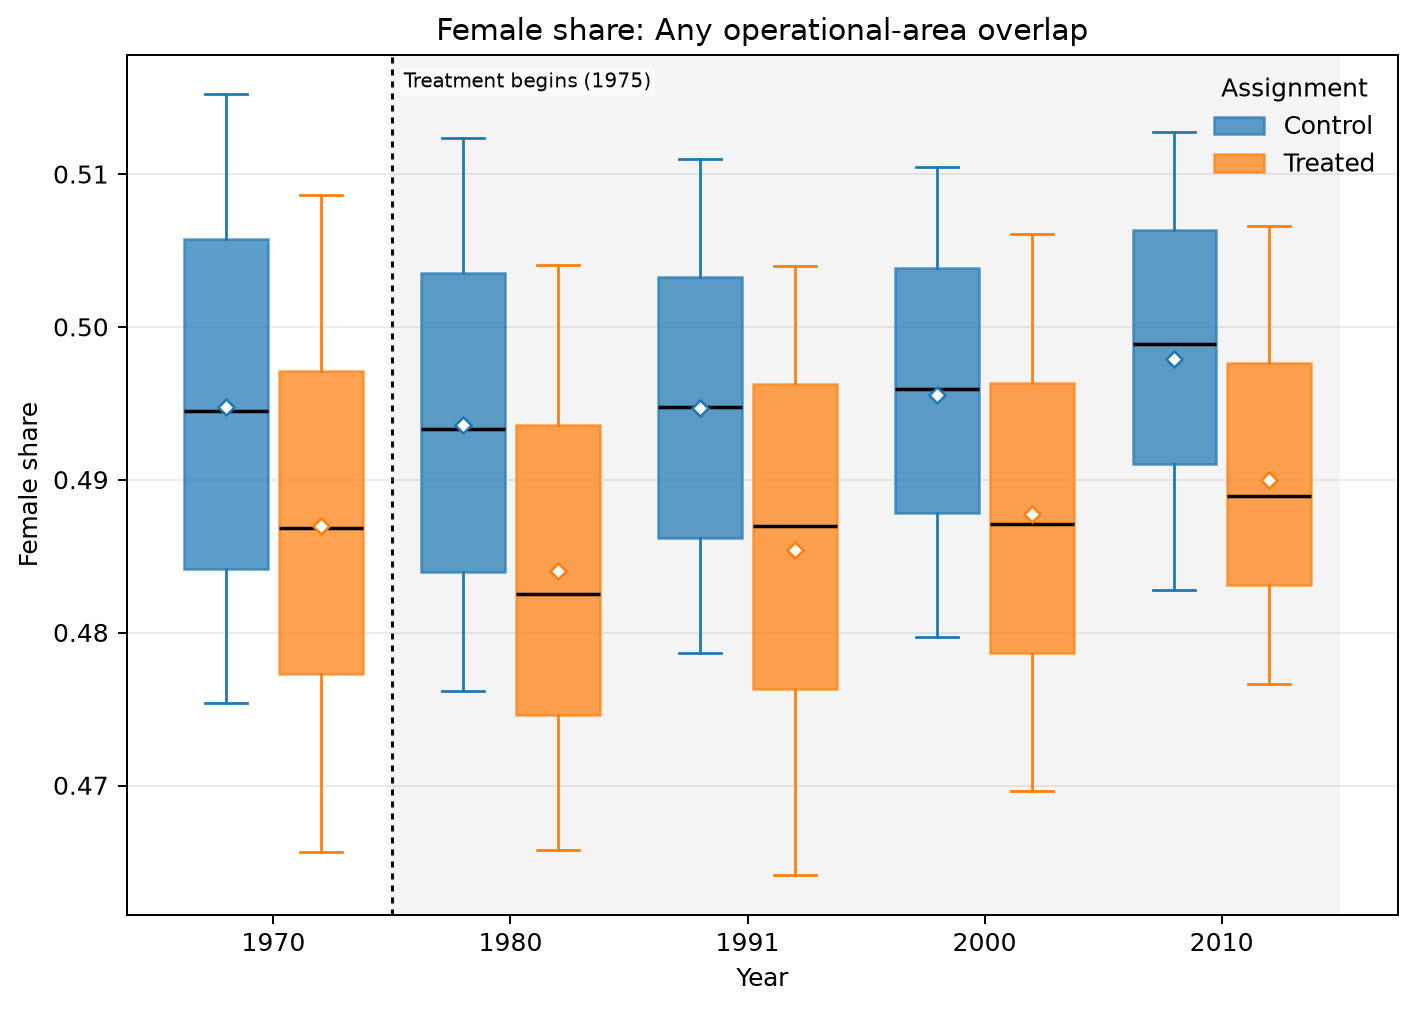 Female share: Any operational-area overlap
Treatment begins (1975)
Assignment
Control
Treated
0.51
0.50
0.49
0.48
0.47
Female share
1970
1980
1991
2000
2010
Year